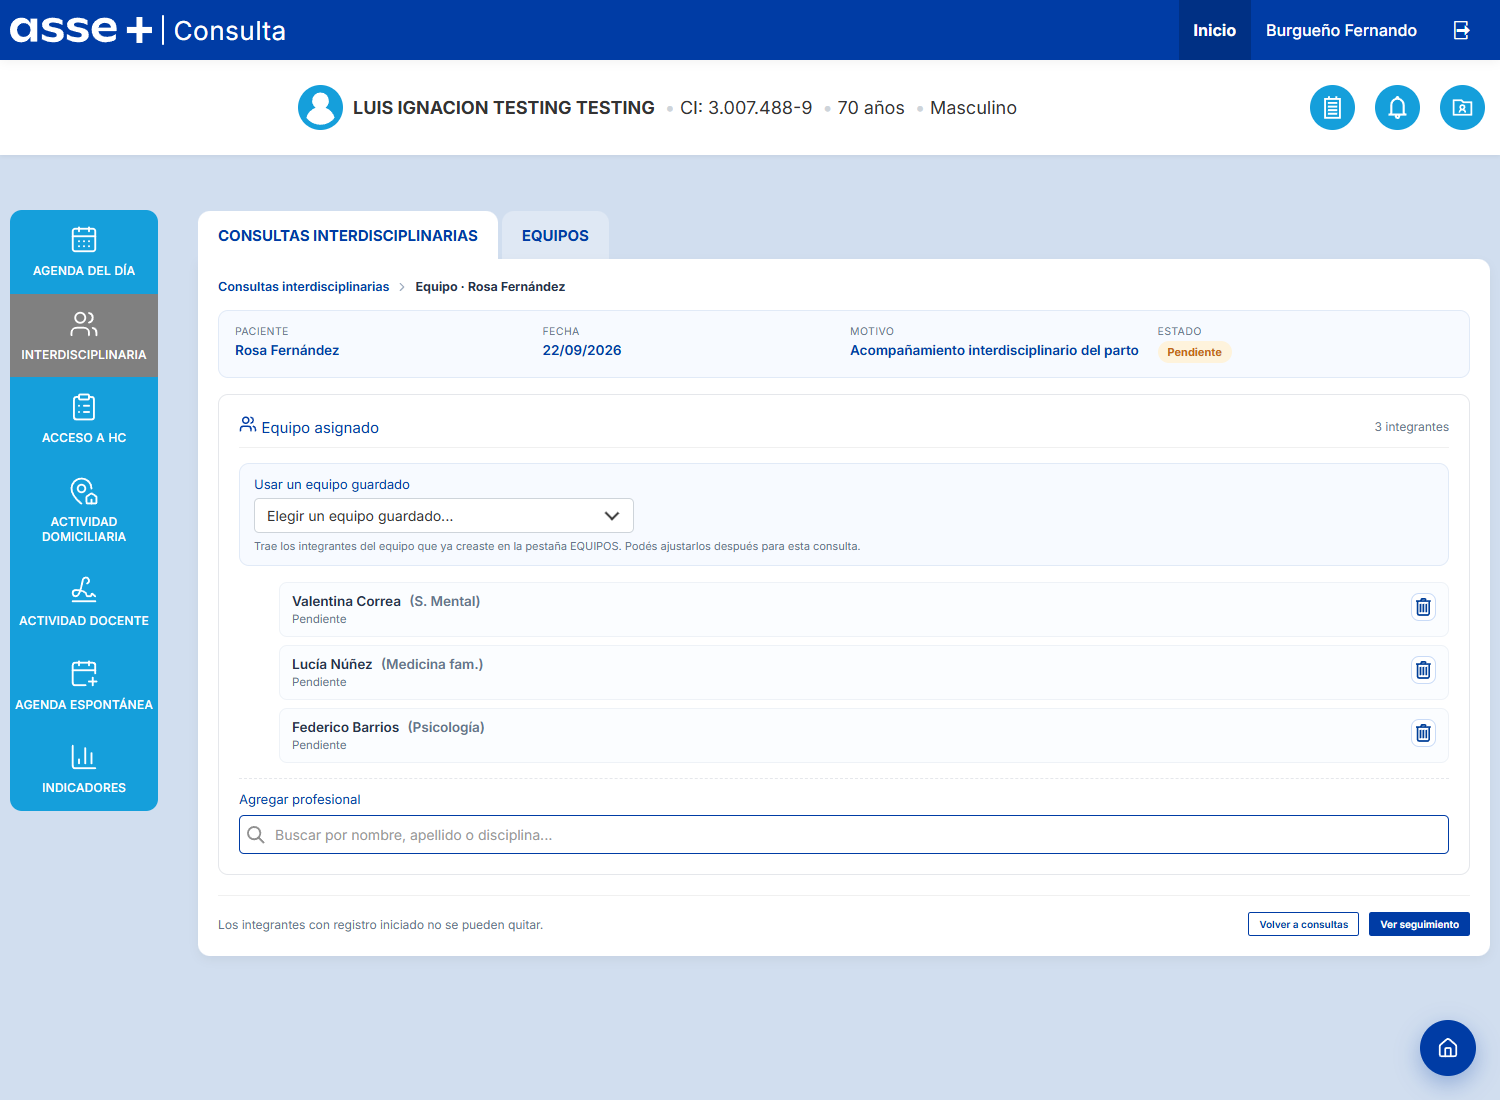 asse + Consulta
Inicio
Burgueño Fernando
LUIS IGNACION TESTING TESTING
CI: 3.007.488-9
70 años
Masculino
AGENDA DEL DÍA
INTERDISCIPLINARIA
ACCESO A HC
ACTIVIDAD
DOMICILIARIA
ACTIVIDAD DOCENTE
AGENDA ESPONTÁNEA
INDICADORES
CONSULTAS INTERDISCIPLINARIAS
EQUIPOS
Consultas interdisciplinarias > Equipo · Rosa Fernández
PACIENTE
Rosa Fernández
FECHA
22/09/2026
MOTIVO
Acompañamiento interdisciplinario del parto
ESTADO
Pendiente
Equipo asignado
3 integrantes
Usar un equipo guardado
Elegir un equipo guardado...
Trae los integrantes del equipo que ya creaste en la pestaña EQUIPOS. Podés ajustarlos después para esta consulta.
Valentina Correa (S. Mental)
Pendiente
Lucía Núñez (Medicina fam.)
Pendiente
Federico Barrios (Psicología)
Pendiente
Agregar profesional
Buscar por nombre, apellido o disciplina...
Los integrantes con registro iniciado no se pueden quitar.
Volver a consultas
Ver seguimiento